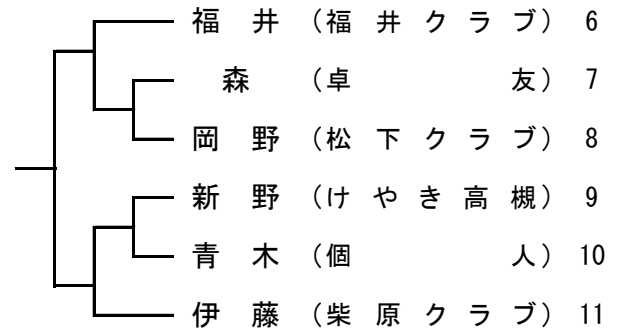 福井（福井クラブ）6
森（卓友）7
岡野（松下クラブ）8
新野（けやき高槻）9
青木（個人）10
伊藤（柴原クラブ）11